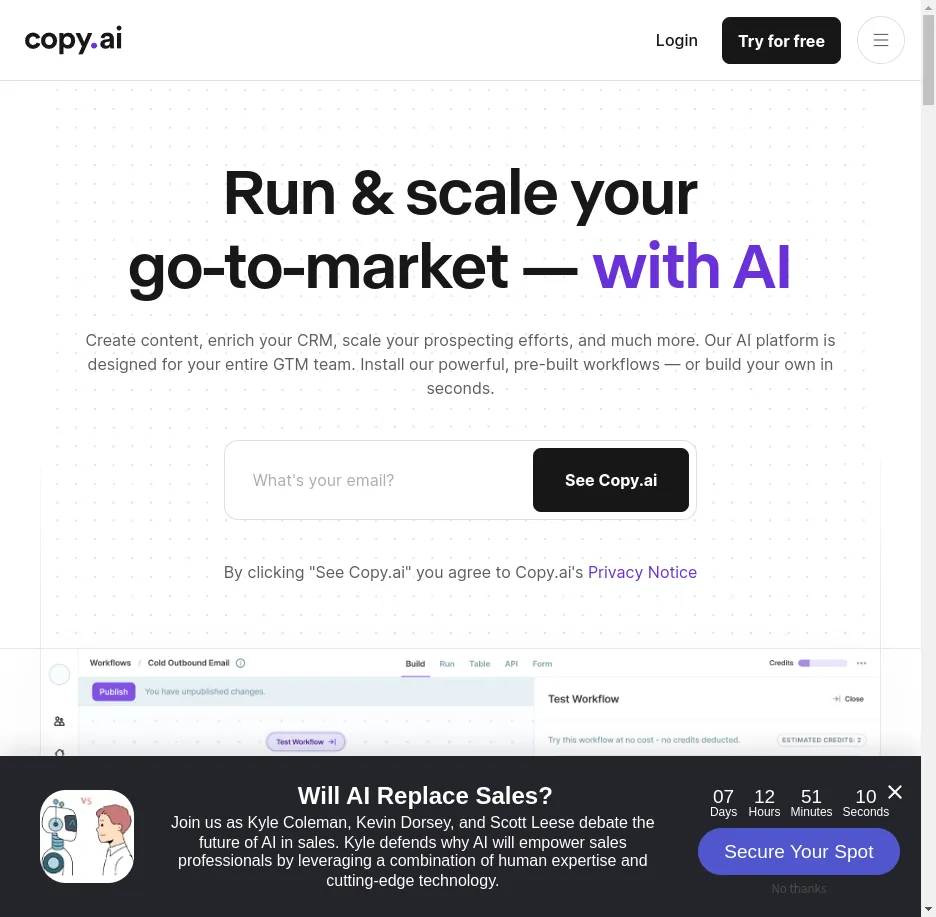 copy.ai
Login
Try for free
Run & scale your
go-to-market — with AI
Create content, enrich your CRM, scale your prospecting efforts, and much more. Our AI platform is
designed for your entire GTM team. Install our powerful, pre-built workflows — or build your own in
seconds.
What's your email?
See Copy.ai
By clicking "See Copy.ai" you agree to Copy.ai's Privacy Notice
Workflows / Cold Outbound Email
Build Run Table API Form
Credits
Publish
You have unpublished changes.
Test Workflow
Close
Test Workflow
Try this workflow at no cost - no credits deducted.
ESTIMATED CREDITS: 2
VS
Will AI Replace Sales?
Join us as Kyle Coleman, Kevin Dorsey, and Scott Leese debate the
future of AI in sales. Kyle defends why AI will empower sales
professionals by leveraging a combination of human expertise and
cutting-edge technology.
07 12 51 10
Days Hours Minutes Seconds
Secure Your Spot
No thanks